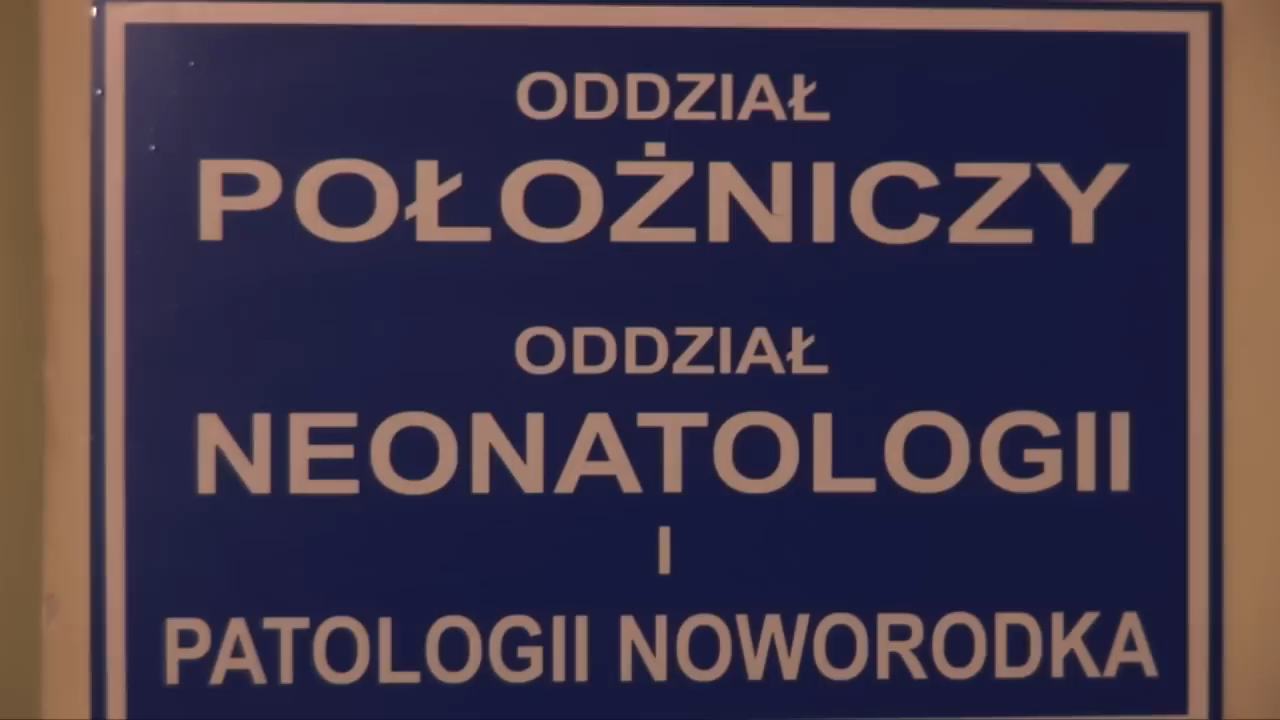 ODDZIAŁ
POŁOŻNICZY
ODDZIAŁ
NEONATOLOGII
I
PATOLOGII NOWORODKA